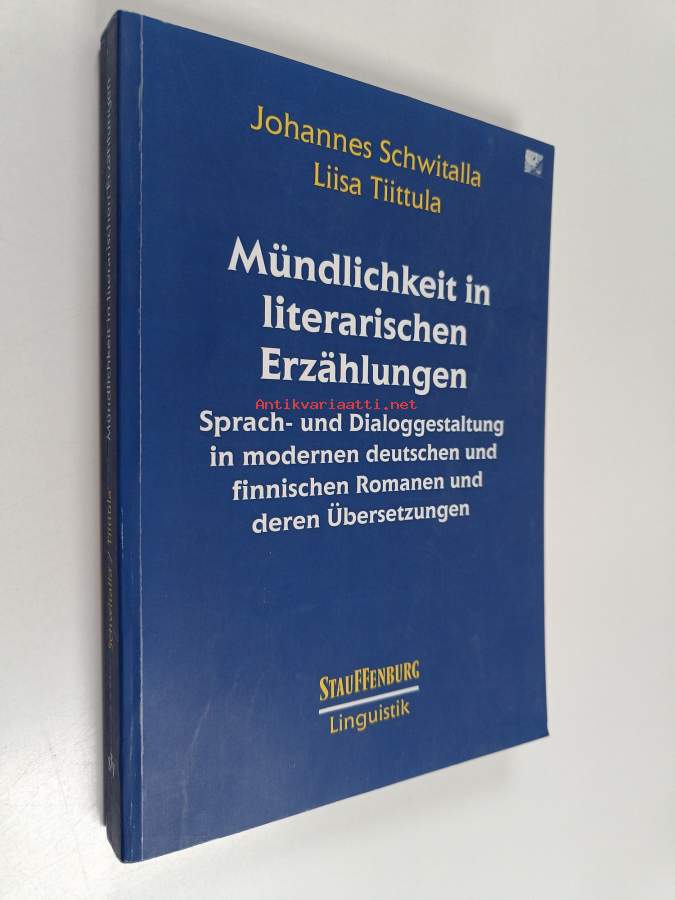 Johannes Schwitalla
Liisa Tiittula
Mündlichkeit in
literarischen
Erzählungen
Antikvariaatti.net
Sprach- und Dialoggestaltung
in modernen deutschen und
finnischen Romanen und
deren Übersetzungen
STAUFFENBURG
Linguistik
Schwitalla / Tiittula Mündlichkeit in literarischen Erzählungen